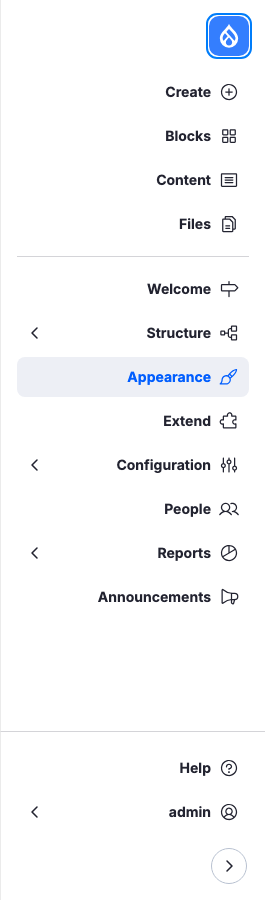 Create
Blocks
Content
Files
Welcome
Structure
Appearance
Extend
Configuration
People
Reports
Announcements
Help
admin